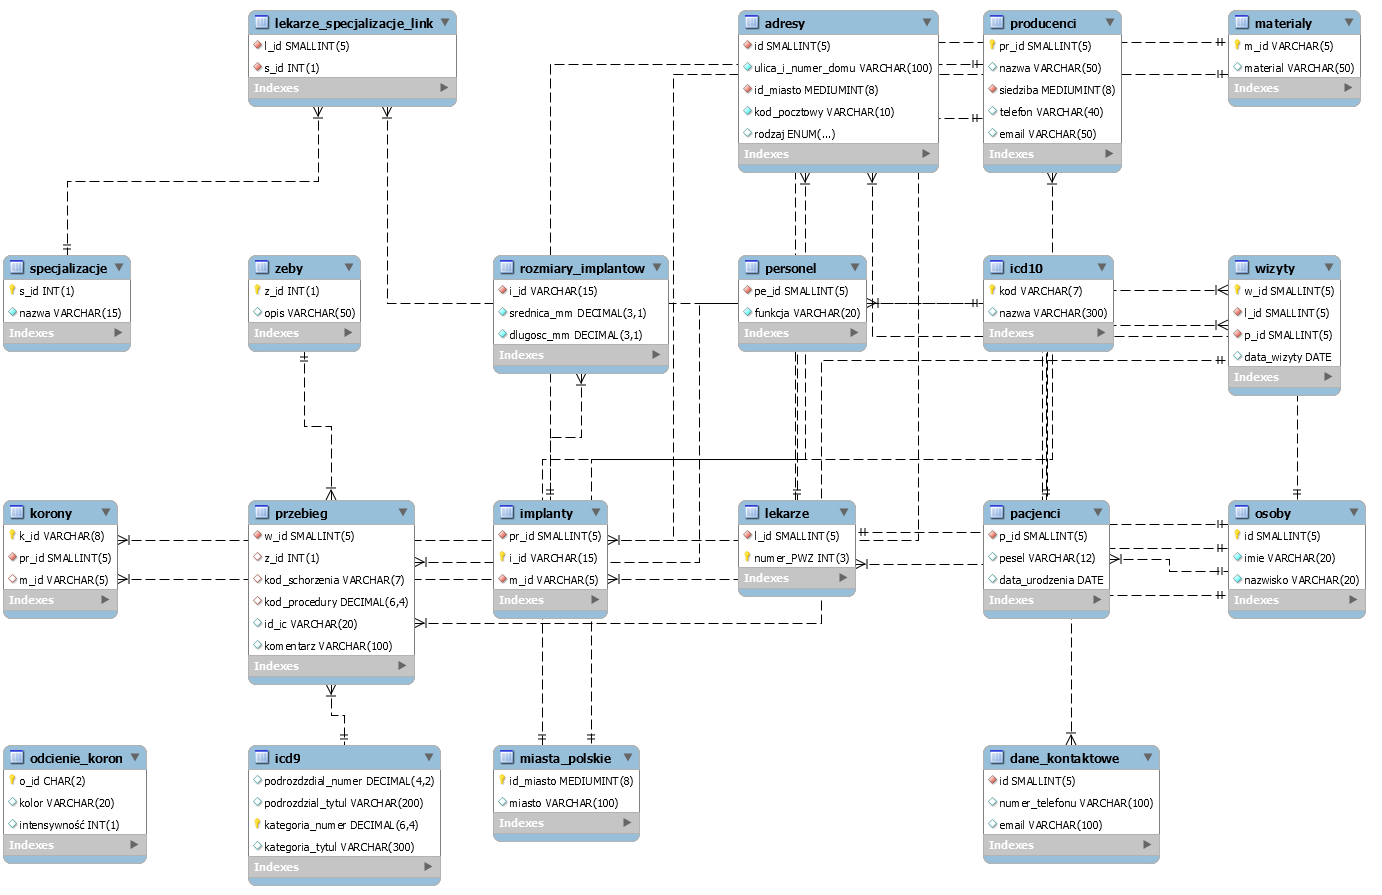 lekarze_specjalizacje_link
l_id SMALLINT(5)
s_id INT(1)
Indexes
adresy
id SMALLINT(5)
ulica_i_numer_domu VARCHAR(100)
id_miasto MEDIUMINT(8)
kod_pocztowy VARCHAR(10)
rodzaj ENUM(...)
Indexes
producenci
pr_id SMALLINT(5)
nazwa VARCHAR(50)
siedziba MEDIUMINT(8)
telefon VARCHAR(40)
email VARCHAR(50)
Indexes
materialy
m_id VARCHAR(5)
material VARCHAR(50)
Indexes
specjalizacje
s_id INT(1)
nazwa VARCHAR(15)
Indexes
zeby
z_id INT(1)
opis VARCHAR(50)
Indexes
rozmiary_implantow
i_id VARCHAR(15)
srednica_mm DECIMAL(3,1)
dlugosc_mm DECIMAL(3,1)
Indexes
personel
pe_id SMALLINT(5)
funkcja VARCHAR(20)
Indexes
icd10
kod VARCHAR(7)
nazwa VARCHAR(300)
Indexes
wizyty
w_id SMALLINT(5)
l_id SMALLINT(5)
p_id SMALLINT(5)
data_wizyty DATE
Indexes
korony
k_id VARCHAR(8)
pr_id SMALLINT(5)
m_id VARCHAR(5)
Indexes
przebieg
w_id SMALLINT(5)
z_id INT(1)
kod_schorzenia VARCHAR(7)
kod_procedury DECIMAL(6,4)
id_ic VARCHAR(20)
komentarz VARCHAR(100)
Indexes
implanty
pr_id SMALLINT(5)
i_id VARCHAR(15)
m_id VARCHAR(5)
Indexes
lekarze
l_id SMALLINT(5)
numer_PWZ INT(3)
Indexes
pacjenci
p_id SMALLINT(5)
pesel VARCHAR(12)
data_urodzenia DATE
Indexes
osoby
id SMALLINT(5)
imie VARCHAR(20)
nazwisko VARCHAR(20)
Indexes
odcienie_koron
o_id CHAR(2)
kolor VARCHAR(20)
intensywność INT(1)
Indexes
icd9
podrozdzdzial_numer DECIMAL(4,2)
podrozdzial_tytul VARCHAR(200)
kategoria_numer DECIMAL(6,4)
kategoria_tytul VARCHAR(300)
Indexes
miasta_polskie
id_miasto MEDIUMINT(8)
miasto VARCHAR(100)
Indexes
dane_kontaktowe
id SMALLINT(5)
numer_telefonu VARCHAR(100)
email VARCHAR(100)
Indexes